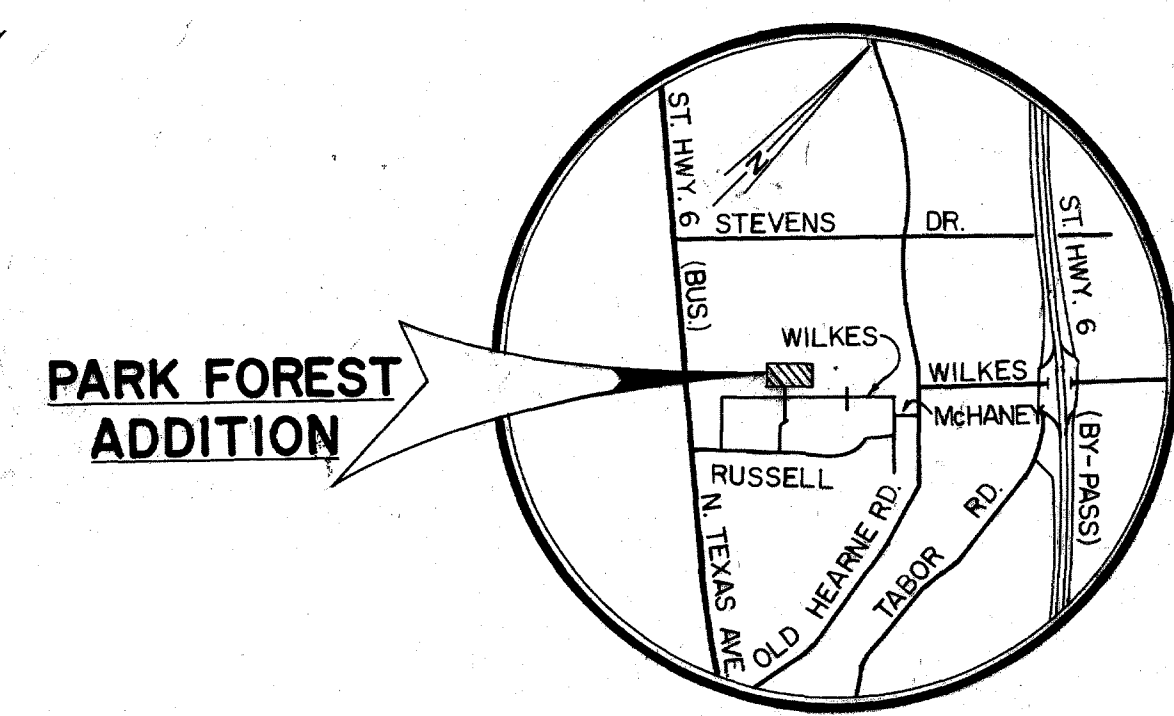 ST. HWY. 6
(BUS.)
N
STEVENS DR.
ST. HWY. 6
(BY-PASS)
WILKES
WILKES
McHANEY
PARK FOREST
ADDITION
RUSSELL
N. TEXAS AVE.
OLD HEARNE RD.
TABOR RD.